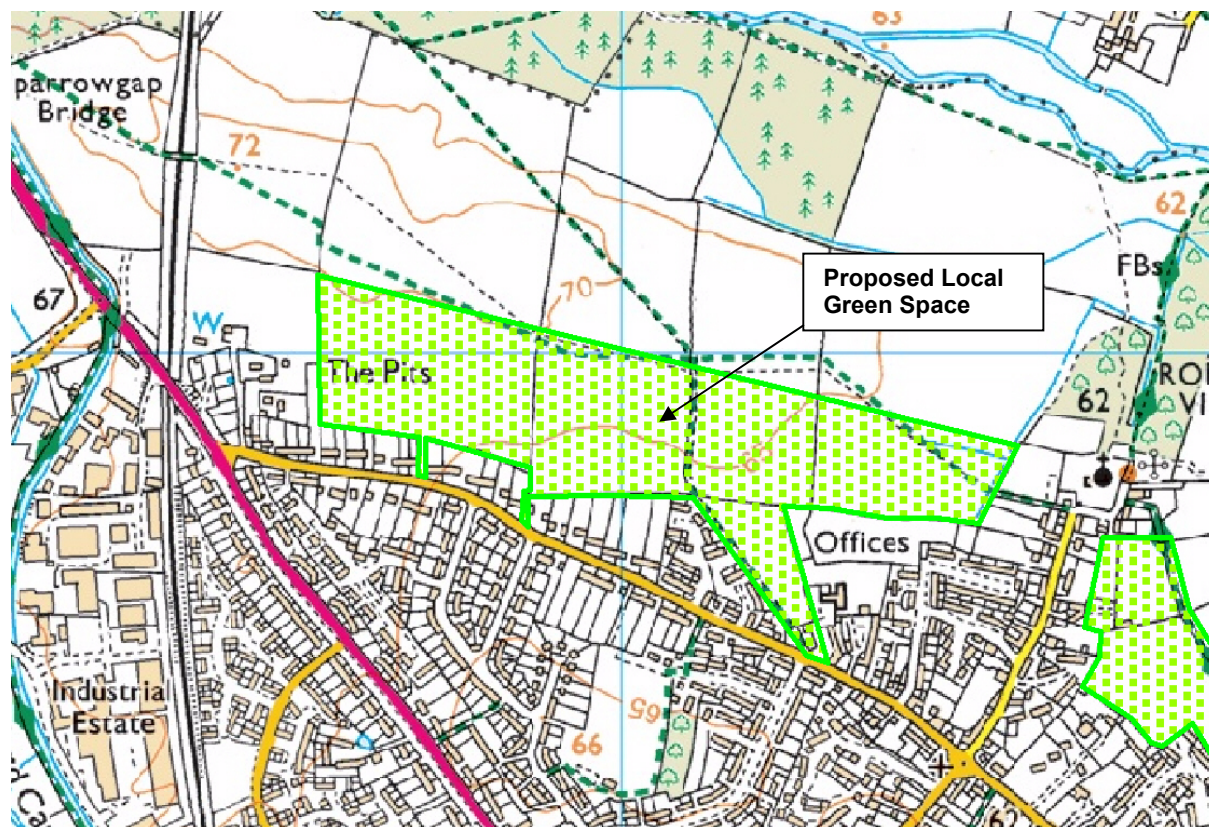 63
parrowgap
Bridge
72
62
FBs
Proposed Local
Green Space
70
67
W
The Pits
62
65
Offices
Industria
Estate
65
66
62